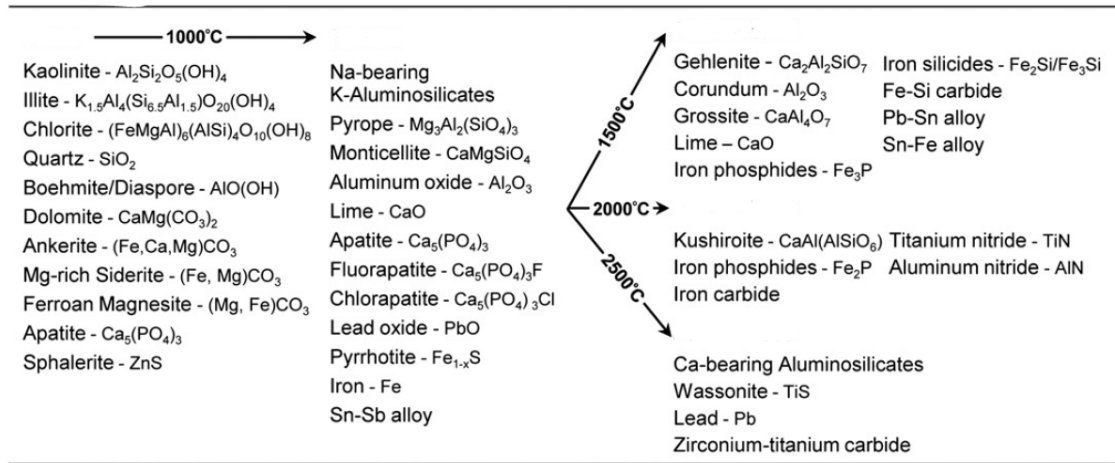 1000°C
Kaolinite - Al₂Si₂O₅(OH)₄
Illite - K₁.₅Al₄(Si₆.₅Al₁.₅)O₂₀(OH)₄
Chlorite - (FeMgAl)₆(AlSi)₄O₁₀(OH)₈
Quartz - SiO₂
Boehmite/Diaspore - AlO(OH)
Dolomite - CaMg(CO₃)₂
Ankerite - (Fe,Ca,Mg)CO₃
Mg-rich Siderite - (Fe, Mg)CO₃
Ferroan Magnesite - (Mg, Fe)CO₃
Apatite - Ca₅(PO₄)₃
Sphalerite - ZnS
Na-bearing
K-Aluminosilicates
Pyrope - Mg₃Al₂(SiO₄)₃
Monticellite - CaMgSiO₄
Aluminum oxide - Al₂O₃
Lime - CaO
Apatite - Ca₅(PO₄)₃
Fluorapatite - Ca₅(PO₄)₃F
Chlorapatite - Ca₅(PO₄)₃Cl
Lead oxide - PbO
Pyrrhotite - Fe₁₋ₓS
Iron - Fe
Sn-Sb alloy
1500°C
Gehlenite - Ca₂Al₂SiO₇
Corundum - Al₂O₃
Grossite - CaAl₄O₇
Lime – CaO
Iron phosphides - Fe₃P
Iron silicides - Fe₂Si/Fe₃Si
Fe-Si carbide
Pb-Sn alloy
Sn-Fe alloy
2000°C
Kushiroite - CaAl(AlSiO₆)
Iron phosphides - Fe₂P
Iron carbide
Titanium nitride - TiN
Aluminum nitride - AlN
2500°C
Ca-bearing Aluminosilicates
Wassonite - TiS
Lead - Pb
Zirconium-titanium carbide